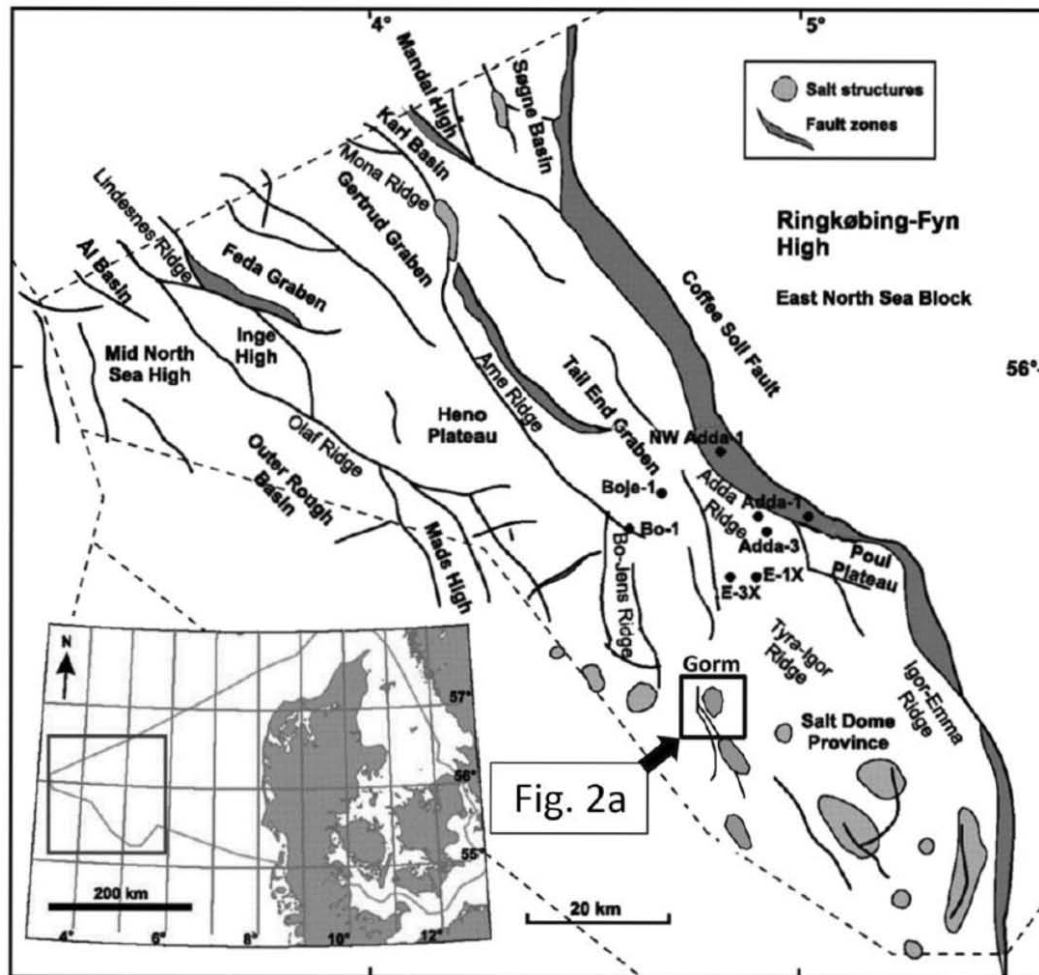 4°
5°
Salt structures
Fault zones
Mandal High
Søgne Basin
Karl Basin
Mona Ridge
Gertrud Graben
Lindesnes Ridge
Al Basin
Feda Graben
Ringkøbing-Fyn
High
East North Sea Block
Coffee Soil Fault
Inge
High
Mid North
Sea High
56°
Arne Ridge
Tail End Graben
Heno
Plateau
Olaf Ridge
Outer Rough
Basin
NW Adda-1
Boje-1
Adda
Ridge
Adda-1
Bo-1
Adda-3
Mads High
Poul
Plateau
E-1X
E-3X
Bo-Jens Ridge
Tyra-Igor
Ridge
Igor-Emma
Ridge
Gorm
Salt Dome
Province
Fig. 2a
N
57°
56°
55°
200 km
20 km
4°
6°
8°
10°
12°